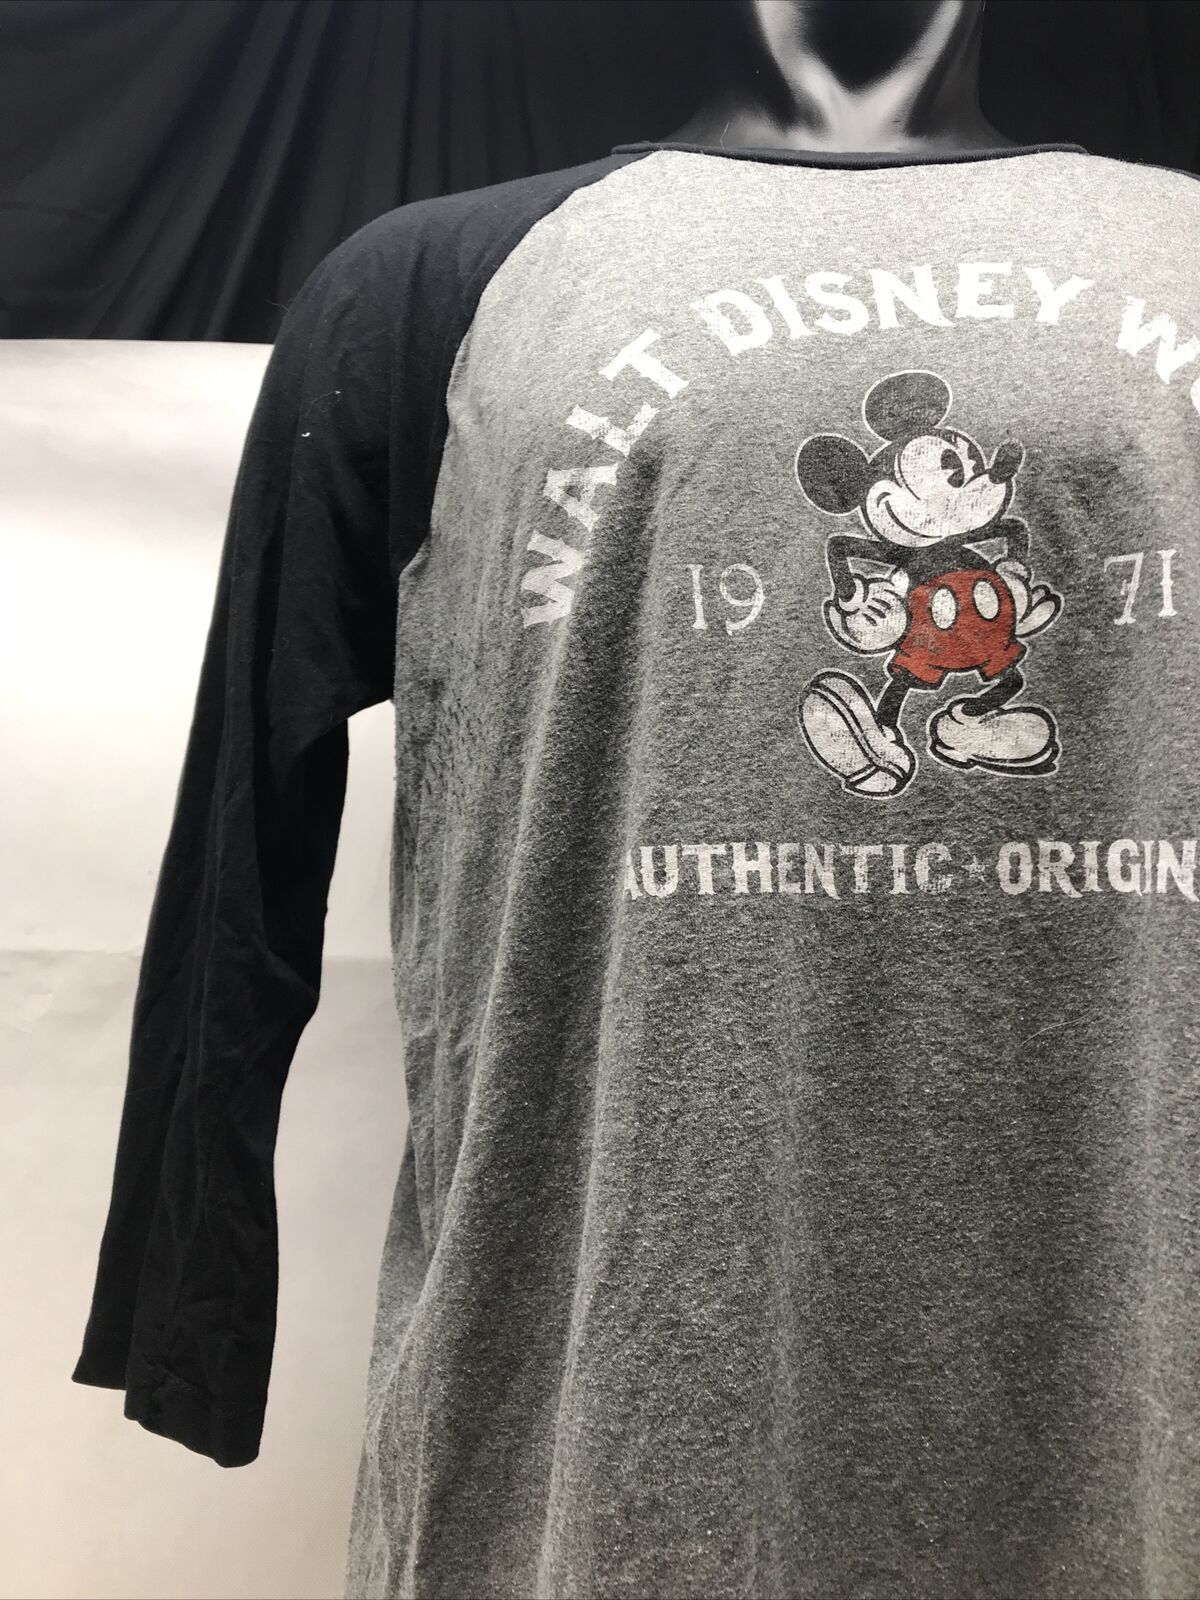 WALT DISNEY WO
19 71
AUTHENTIC ORIGIN